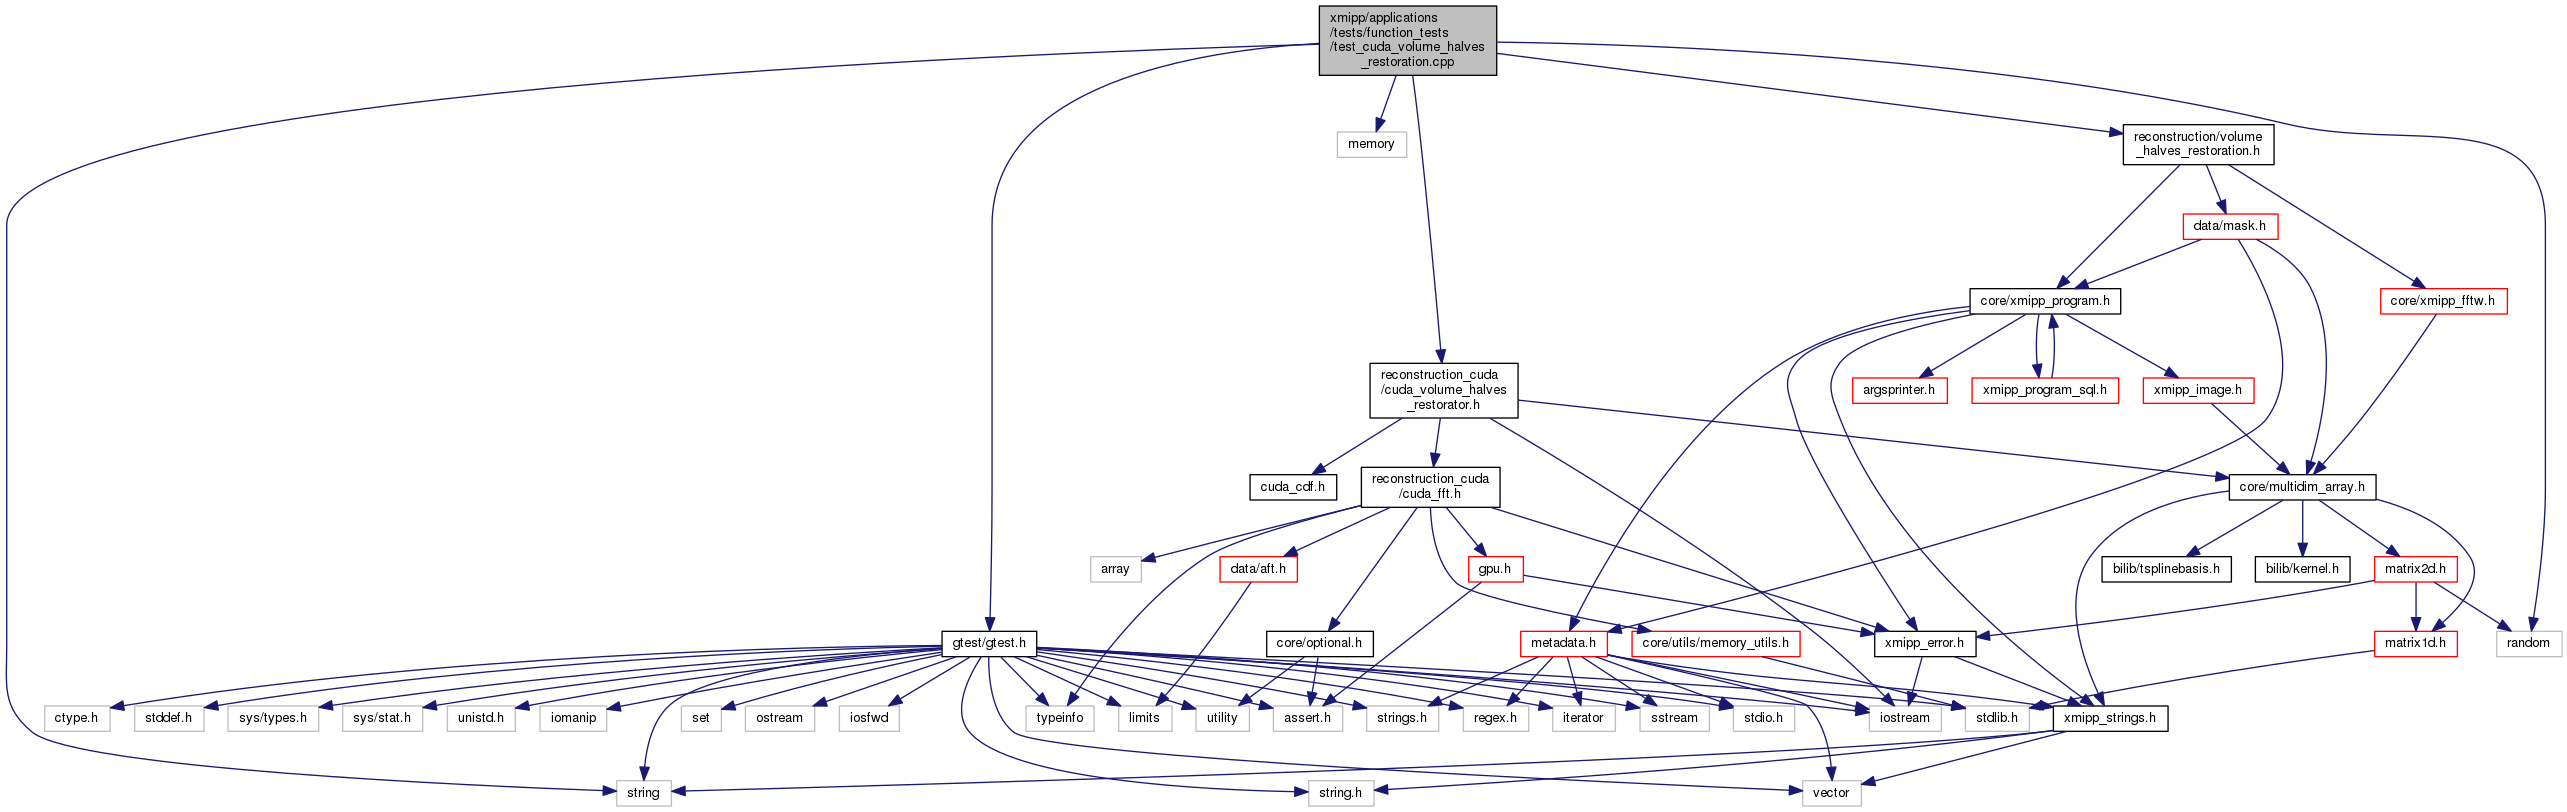 xmipp/applications
/tests/function_tests
/test_cuda_volume_halves
_restoration.cpp
memory
reconstruction/volume
_halves_restoration.h
data/mask.h
core/xmipp_program.h
core/xmipp_fftw.h
reconstruction_cuda
/cuda_volume_halves
_restorator.h
argsprinter.h
xmipp_program_sql.h
xmipp_image.h
cuda_cdf.h
reconstruction_cuda
/cuda_fft.h
core/multidim_array.h
array
data/aft.h
gpu.h
bilib/tsplinebasis.h
bilib/kernel.h
matrix2d.h
gtest/gtest.h
core/optional.h
metadata.h
core/utils/memory_utils.h
xmipp_error.h
matrix1d.h
random
ctype.h
stddef.h
sys/types.h
sys/stat.h
unistd.h
iomanip
set
ostream
iosfwd
typeinfo
limits
utility
assert.h
strings.h
regex.h
iterator
sstream
stdio.h
iostream
stdlib.h
xmipp_strings.h
string
string.h
vector